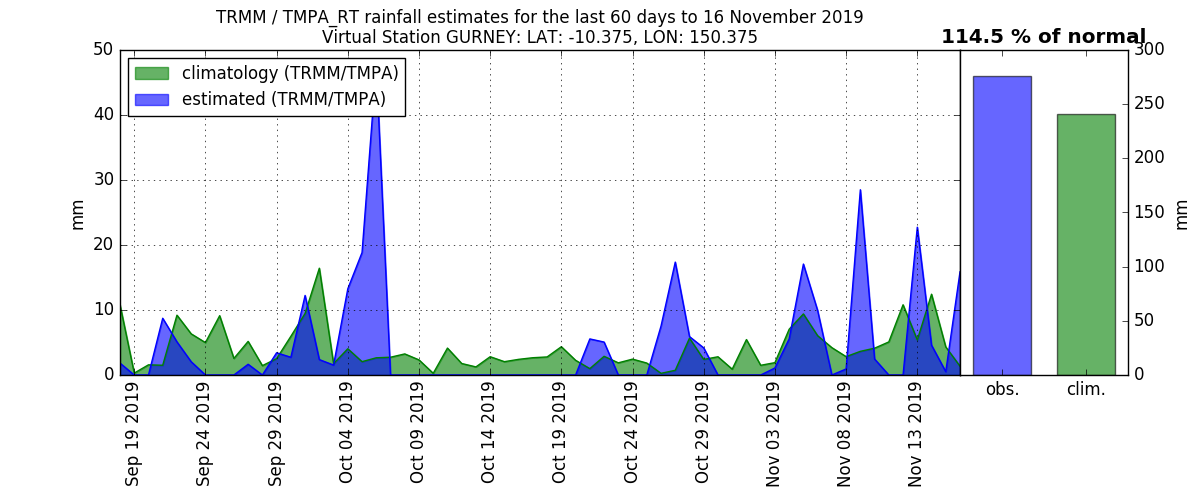 TRMM / TMPA_RT rainfall estimates for the last 60 days to 16 November 2019
Virtual Station GURNEY: LAT: -10.375, LON: 150.375
114.5 % of normal
climatology (TRMM/TMPA)
estimated (TRMM/TMPA)
50
40
30
20
10
0
mm
300
250
200
150
100
50
0
mm
Sep 19 2019
Sep 24 2019
Sep 29 2019
Oct 04 2019
Oct 09 2019
Oct 14 2019
Oct 19 2019
Oct 24 2019
Oct 29 2019
Nov 03 2019
Nov 08 2019
Nov 13 2019
obs.
clim.